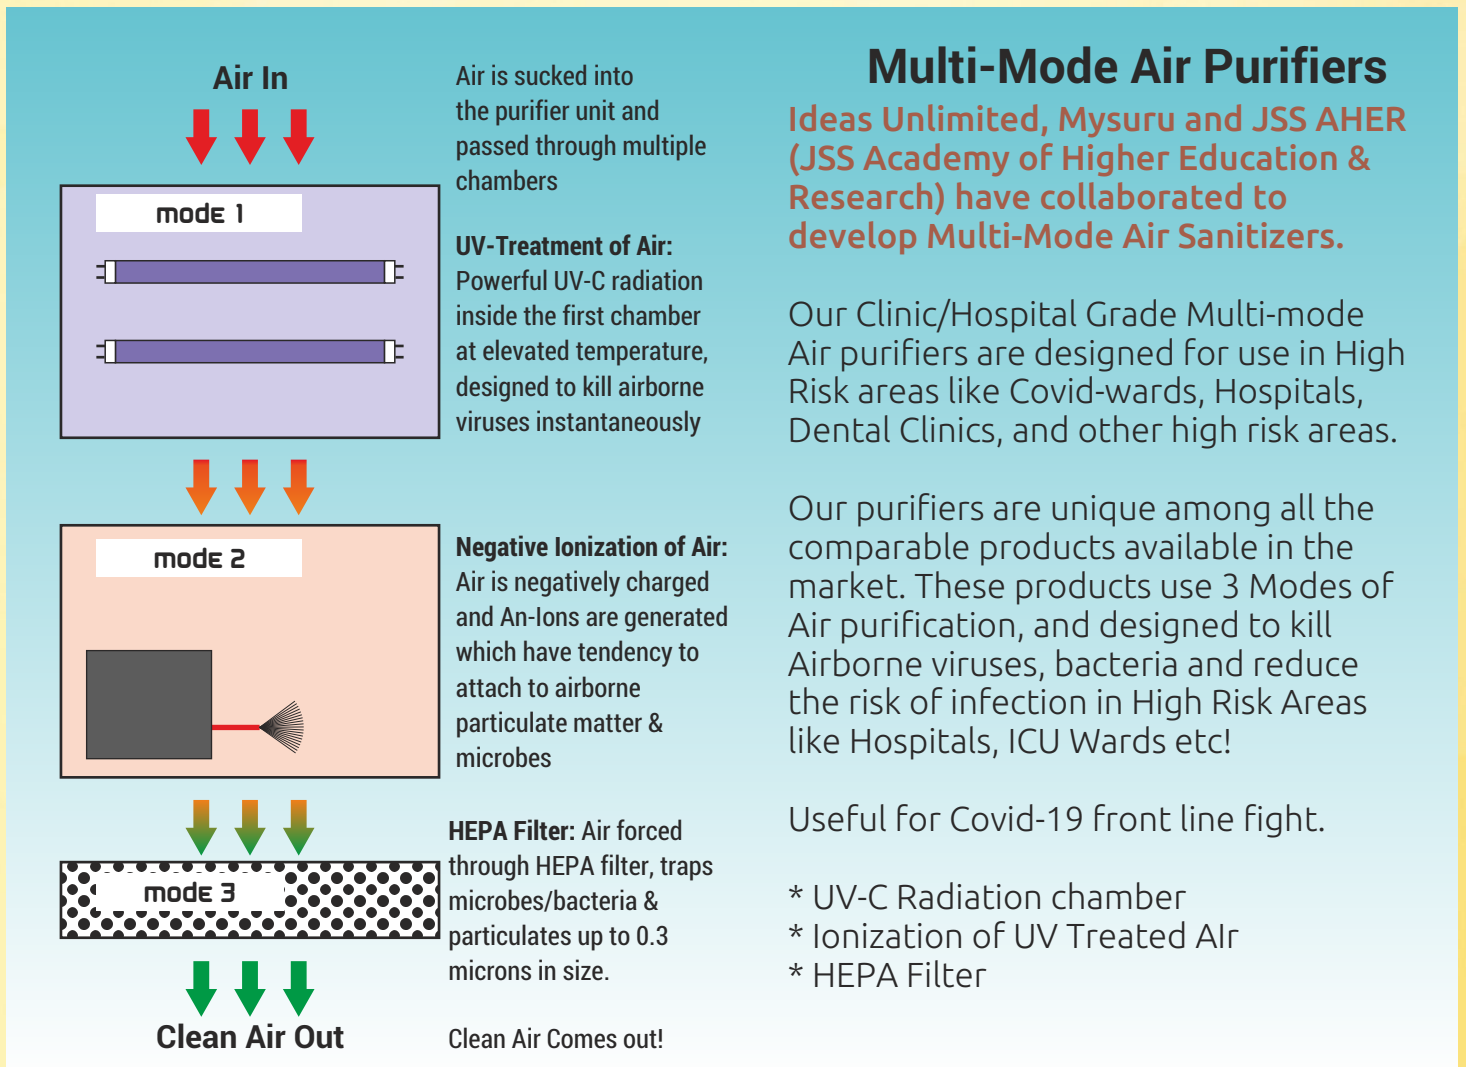 Air In
Air is sucked into
the purifier unit and
passed through multiple
chambers
mode 1
UV-Treatment of Air:
Powerful UV-C radiation
inside the first chamber
at elevated temperature,
designed to kill airborne
viruses instantaneously
mode 2
Negative Ionization of Air:
Air is negatively charged
and An-Ions are generated
which have tendency to
attach to airborne
particulate matter &
microbes
mode 3
HEPA Filter: Air forced
through HEPA filter, traps
microbes/bacteria &
particulates up to 0.3
microns in size.
Clean Air Out
Clean Air Comes out!
Multi-Mode Air Purifiers
Ideas Unlimited, Mysuru and JSS AHER
(JSS Academy of Higher Education &
Research) have collaborated to
develop Multi-Mode Air Sanitizers.
Our Clinic/Hospital Grade Multi-mode
Air purifiers are designed for use in High
Risk areas like Covid-wards, Hospitals,
Dental Clinics, and other high risk areas.
Our purifiers are unique among all the
comparable products available in the
market. These products use 3 Modes of
Air purification, and designed to kill
Airborne viruses, bacteria and reduce
the risk of infection in High Risk Areas
like Hospitals, ICU Wards etc!
Useful for Covid-19 front line fight.
* UV-C Radiation chamber
* Ionization of UV Treated AIr
* HEPA Filter